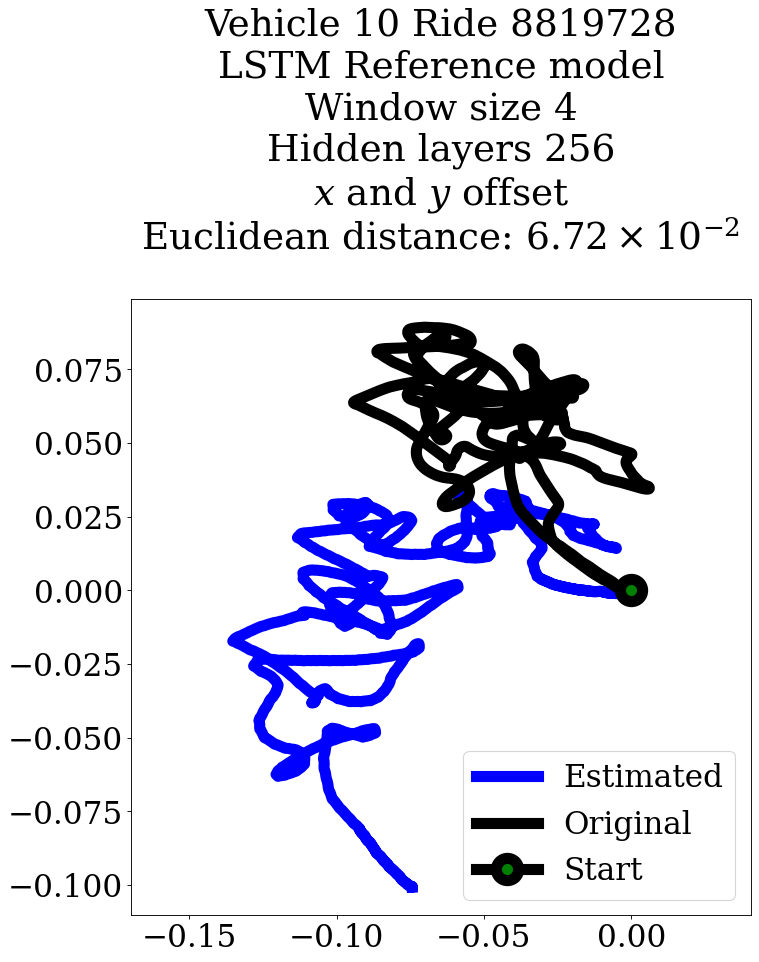 Vehicle 10 Ride 8819728
LSTM Reference model
Window size 4
Hidden layers 256
x and y offset
Euclidean distance: 6.72 × 10⁻²
0.075
0.050
0.025
0.000
−0.025
−0.050
−0.075
−0.100
Estimated
Original
Start
−0.15 −0.10 −0.05 0.00